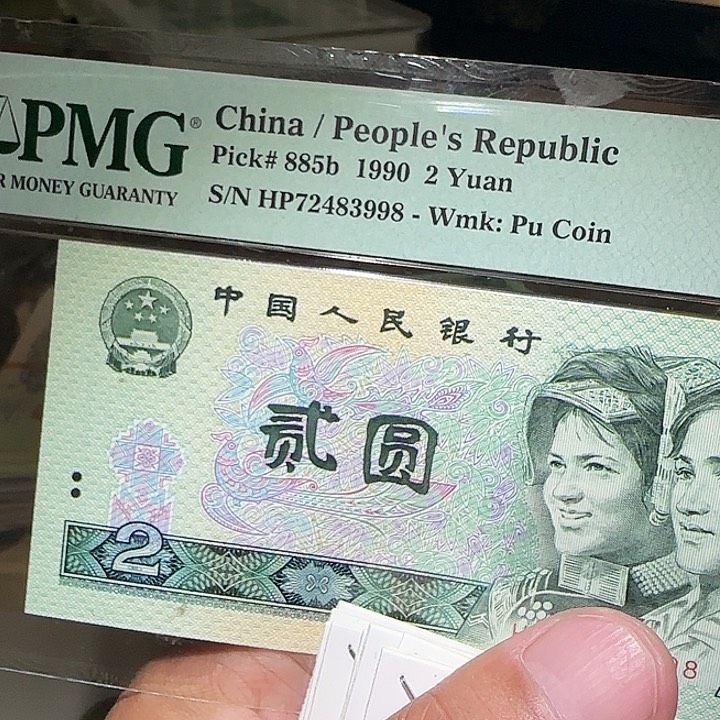 PMG®
R MONEY GUARANTY
China / People's Republic
Pick# 885b 1990 2 Yuan
S/N HP72483998 - Wmk: Pu Coin
中国人民银行
贰圆
2
8